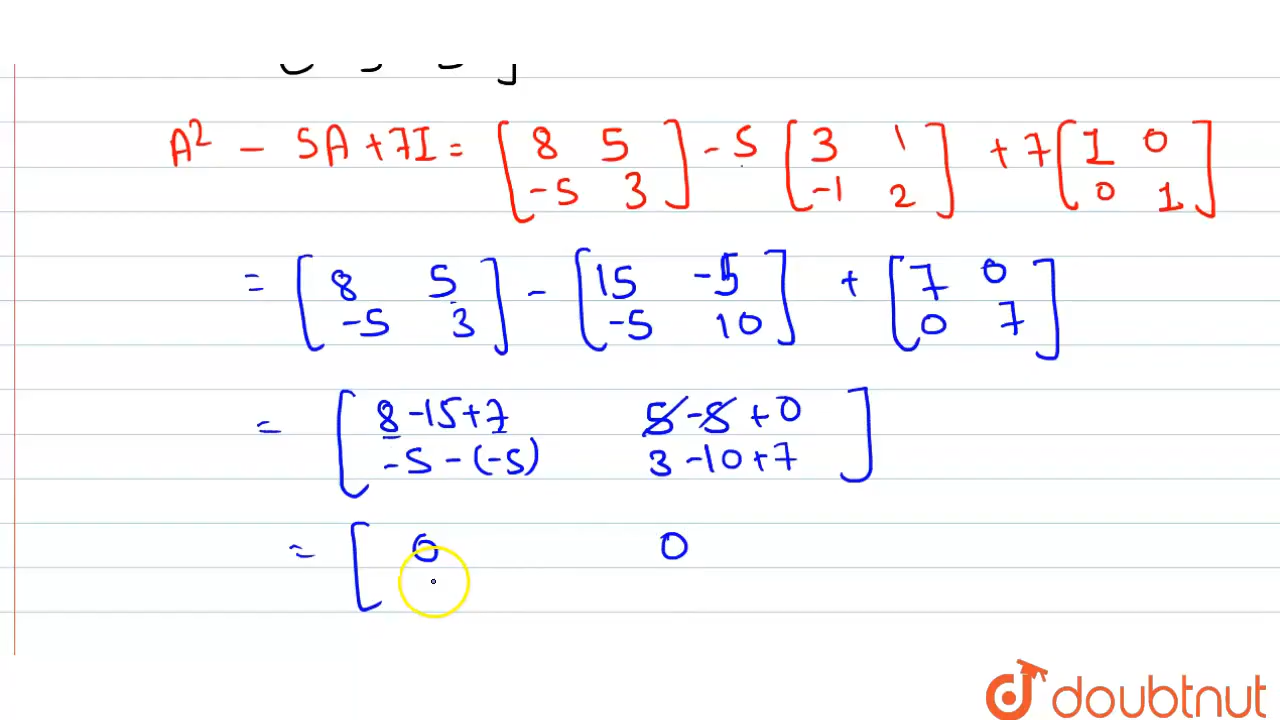 A² - 5A + 7I = [ 8 5 ] - 5 [ 3 1 ] + 7 [ 1 0 ]
[ -5 3 ] [ -1 2 ] [ 0 1 ]
= [ 8 5 ] - [ 15 -5 ] + [ 7 0 ]
[ -5 3 ] [ -5 10 ] [ 0 7 ]
= [ 8 -15 + 7 5 - 5 + 0 ]
[ -5 - (-5) 3 - 10 + 7 ]
= [ 0 0
doubtnut